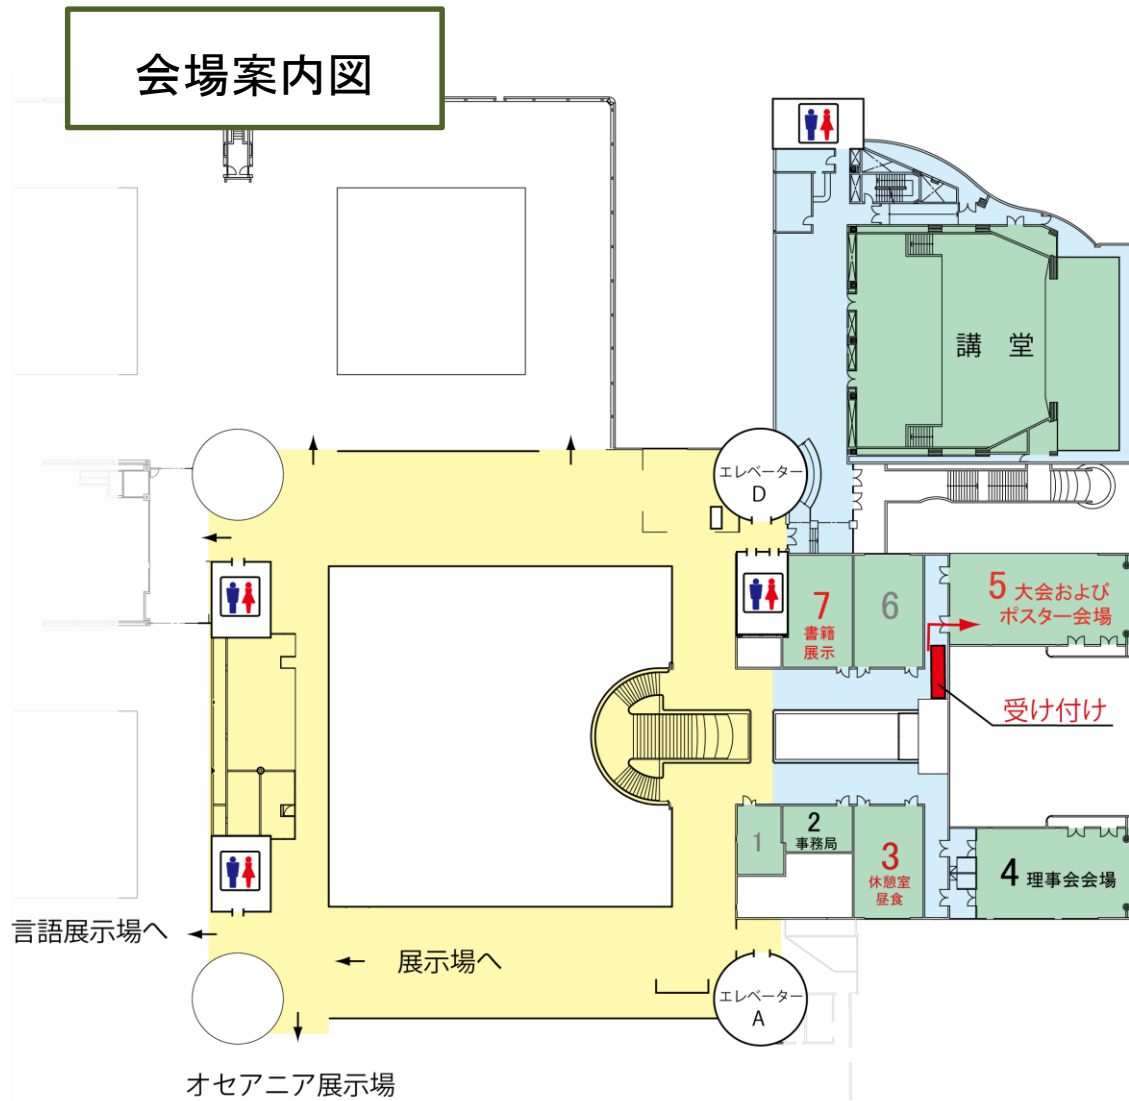 会場案内図
講 堂
エレベーター
D
7
書籍
展示
6
5 大会および
ポスター会場
受け付け
1
2
事務局
3
休憩室
昼食
4 理事会会場
言語展示場へ
展示場へ
エレベーター
A
オセアニア展示場